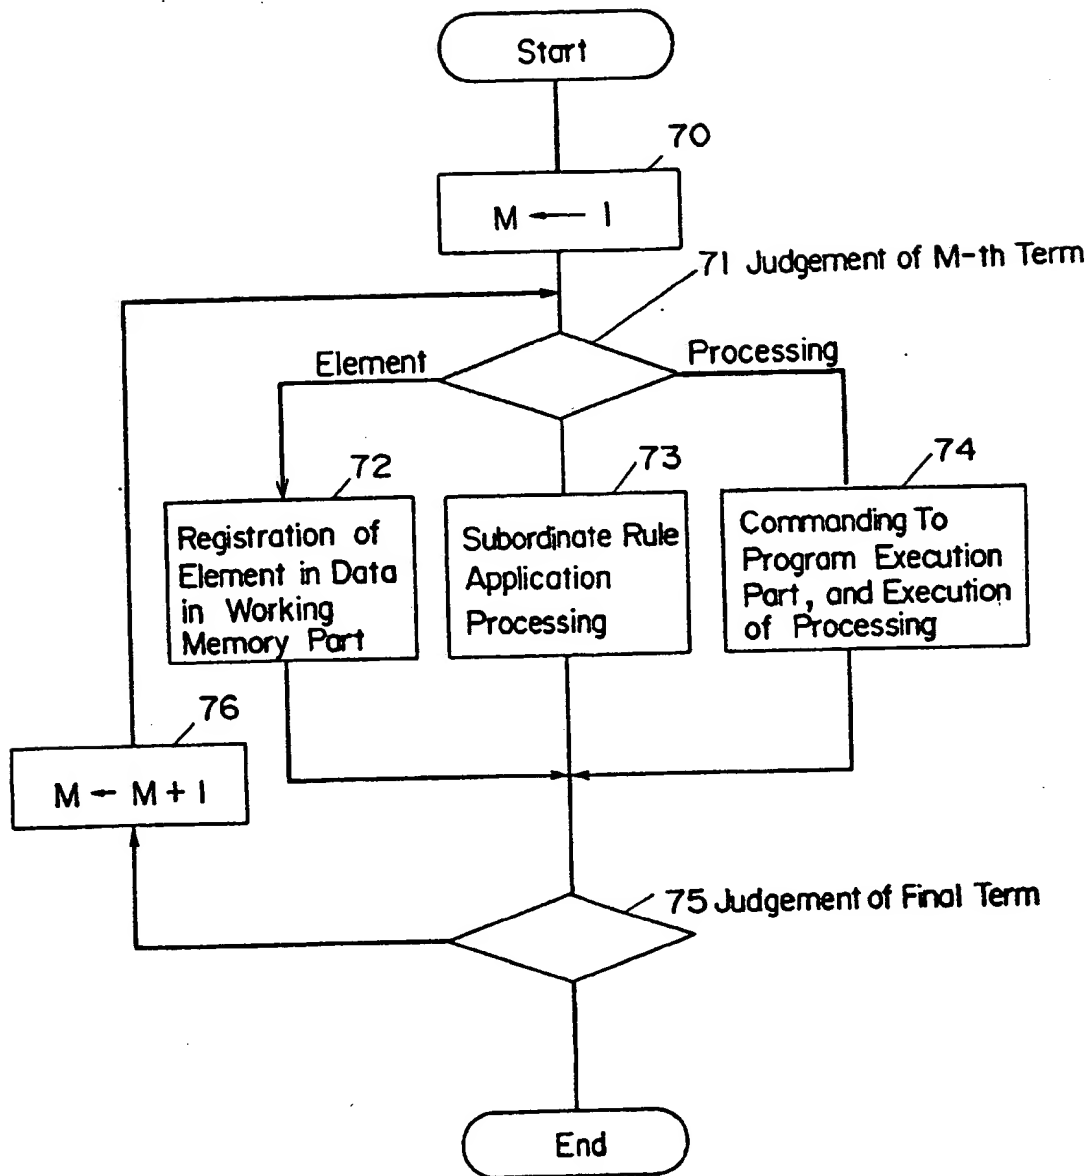 Start
70
M ← 1
71 Judgement of M-th Term
Element
Processing
72
73
74
Registration of
Element in Data
in Working
Memory Part
Subordinate Rule
Application
Processing
Commanding To
Program Execution
Part, and Execution
of Processing
76
M ← M + 1
75 Judgement of Final Term
End